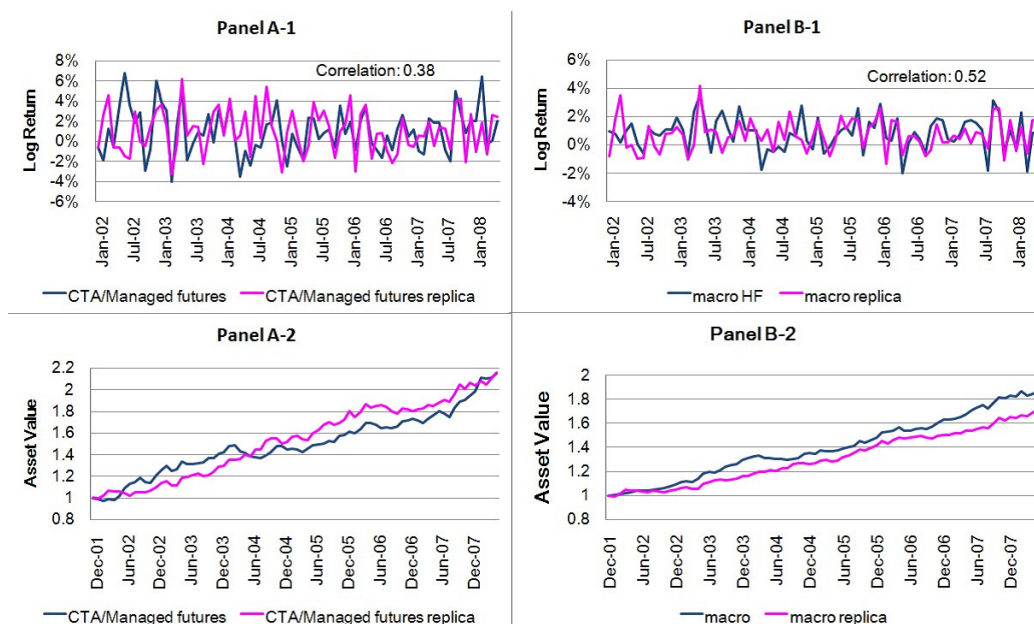 Panel A-1
Correlation: 0.38
Log Return
8%
6%
4%
2%
0%
-2%
-4%
-6%
Jan-02
Jul-02
Jan-03
Jul-03
Jan-04
Jul-04
Jan-05
Jul-05
Jan-06
Jul-06
Jan-07
Jul-07
Jan-08
CTA/Managed futures
CTA/Managed futures replica
Panel B-1
Correlation: 0.52
Log Return
6%
4%
2%
0%
-2%
-4%
Jan-02
Jul-02
Jan-03
Jul-03
Jan-04
Jul-04
Jan-05
Jul-05
Jan-06
Jul-06
Jan-07
Jul-07
Jan-08
macro HF
macro replica
Panel A-2
Asset Value
2.2
2
1.8
1.6
1.4
1.2
1
0.8
Dec-01
Jun-02
Dec-02
Jun-03
Dec-03
Jun-04
Dec-04
Jun-05
Dec-05
Jun-06
Dec-06
Jun-07
Dec-07
CTA/Managed futures
CTA/Managed futures replica
Panel B-2
Asset Value
2
1.8
1.6
1.4
1.2
1
0.8
Dec-01
Jun-02
Dec-02
Jun-03
Dec-03
Jun-04
Dec-04
Jun-05
Dec-05
Jun-06
Dec-06
Jun-07
Dec-07
macro
macro replica